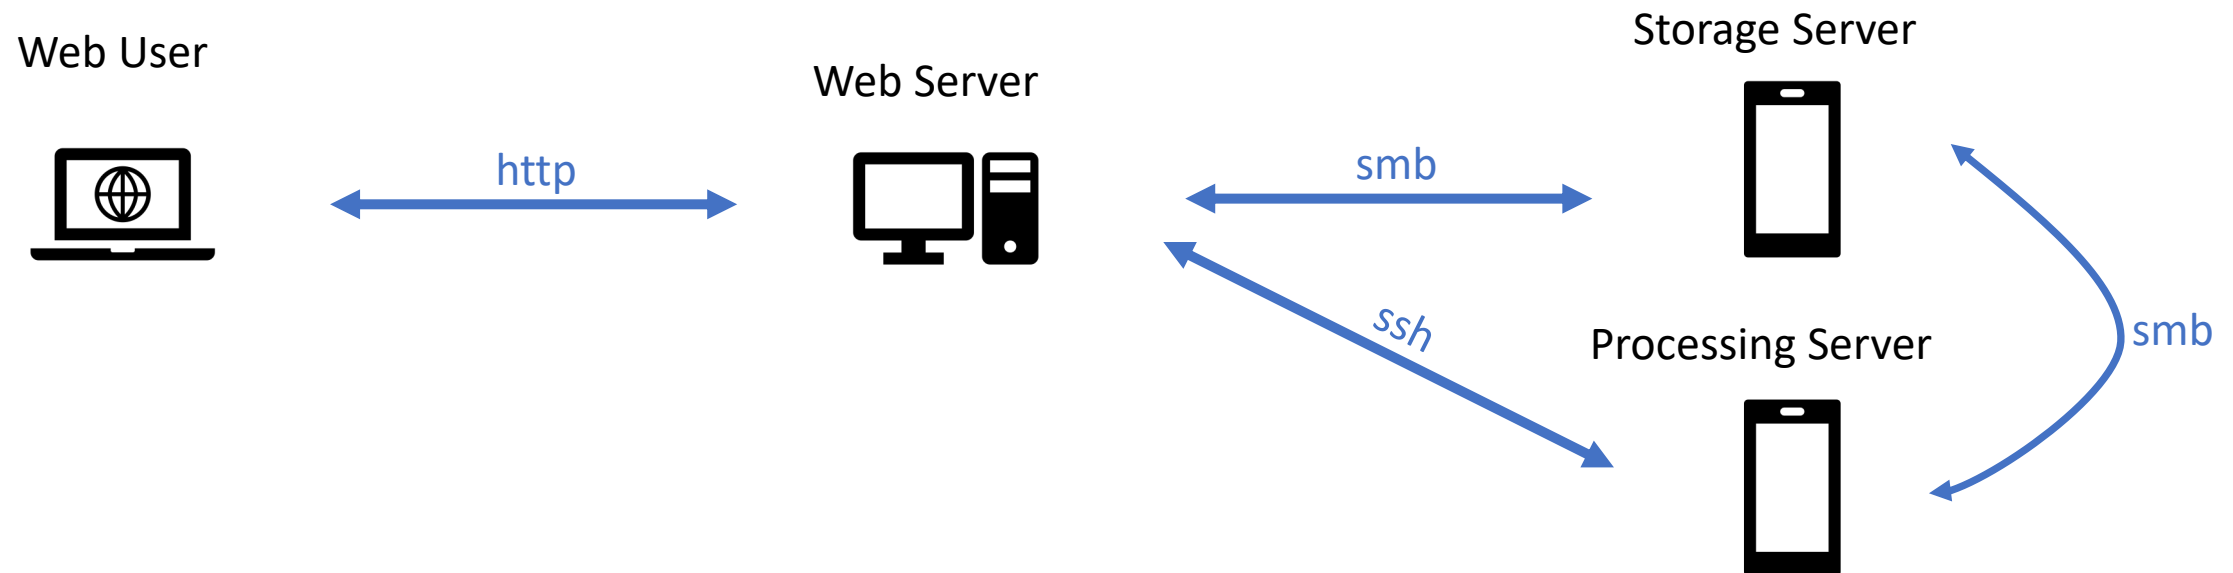 Web User
Web Server
Storage Server
http
smb
ssh
Processing Server
smb